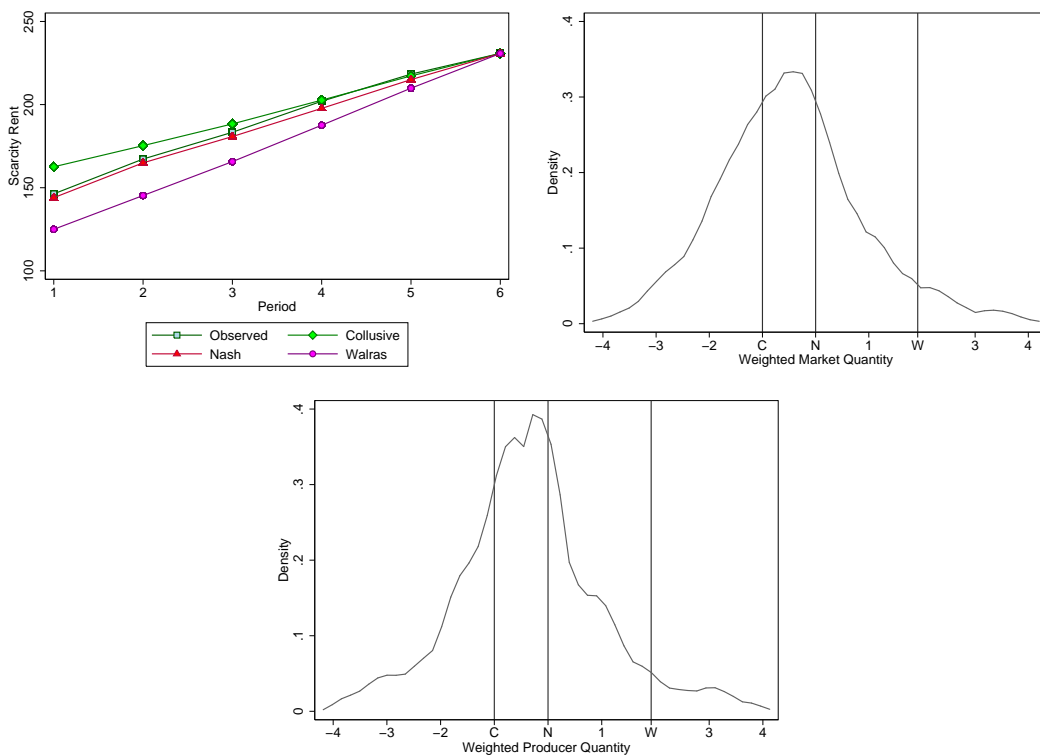 Scarcity Rent
250
200
150
100
1 2 3 4 5 6
Period
Observed Collusive
Nash Walras
Density
.4
.3
.2
.1
0
−4 −3 −2 C N 1 W 3 4
Weighted Market Quantity
Density
.4
.3
.2
.1
0
−4 −3 −2 C N 1 W 3 4
Weighted Producer Quantity